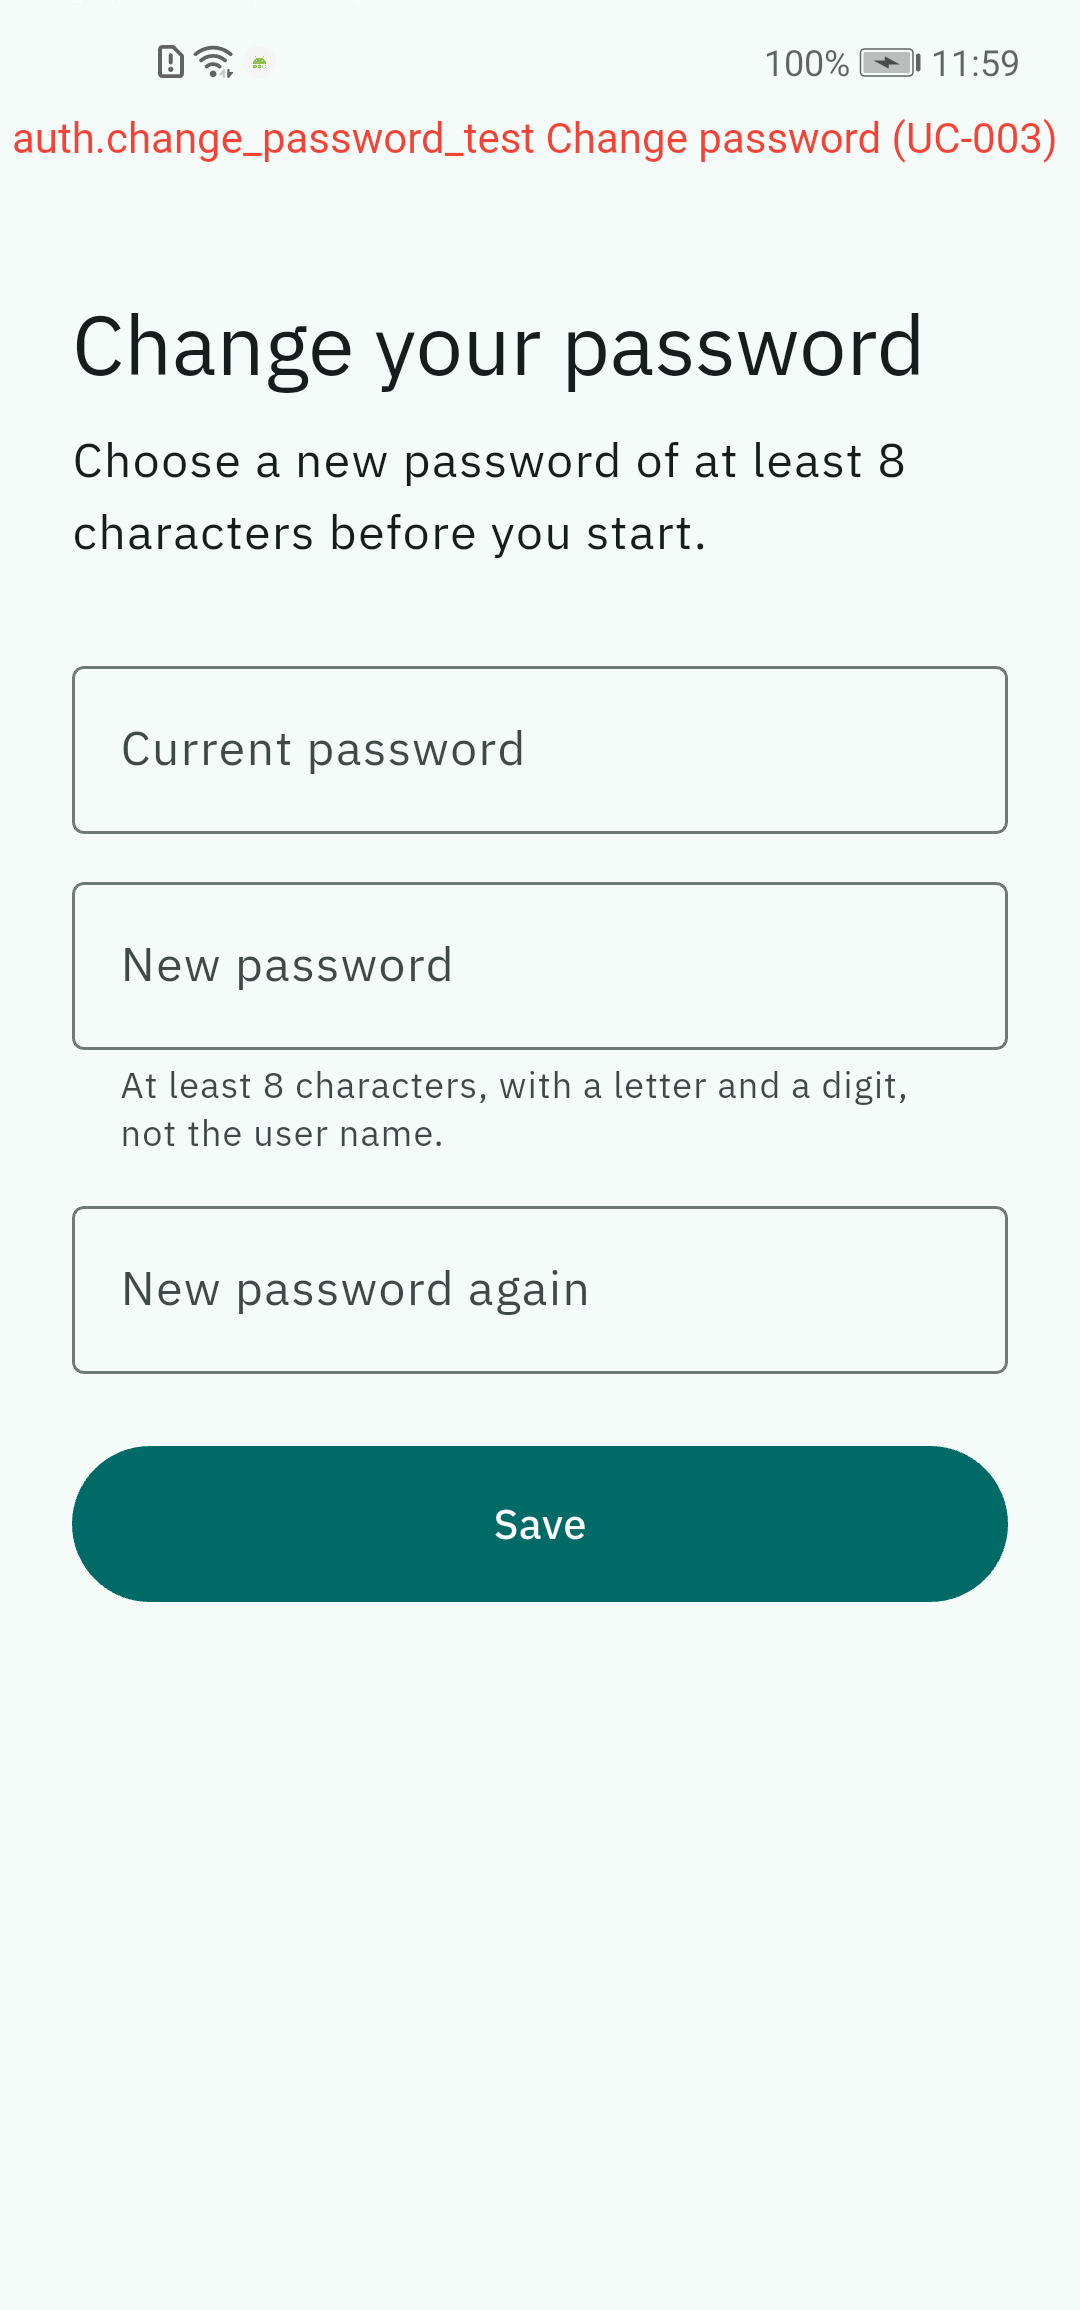 100% 11:59
auth.change_password_test Change password (UC-003)
Change your password
Choose a new password of at least 8
characters before you start.
Current password
New password
At least 8 characters, with a letter and a digit,
not the user name.
New password again
Save